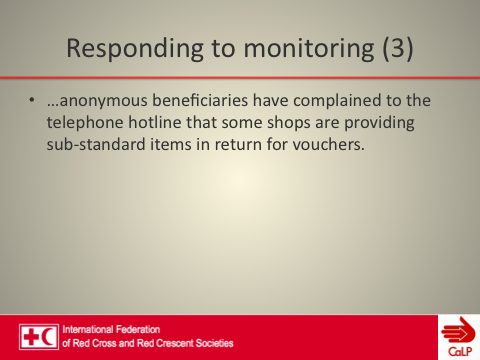 Responding to monitoring (3)
• …anonymous beneficiaries have complained to the
telephone hotline that some shops are providing
sub-standard items in return for vouchers.
International Federation
of Red Cross and Red Crescent Societies
CaLP